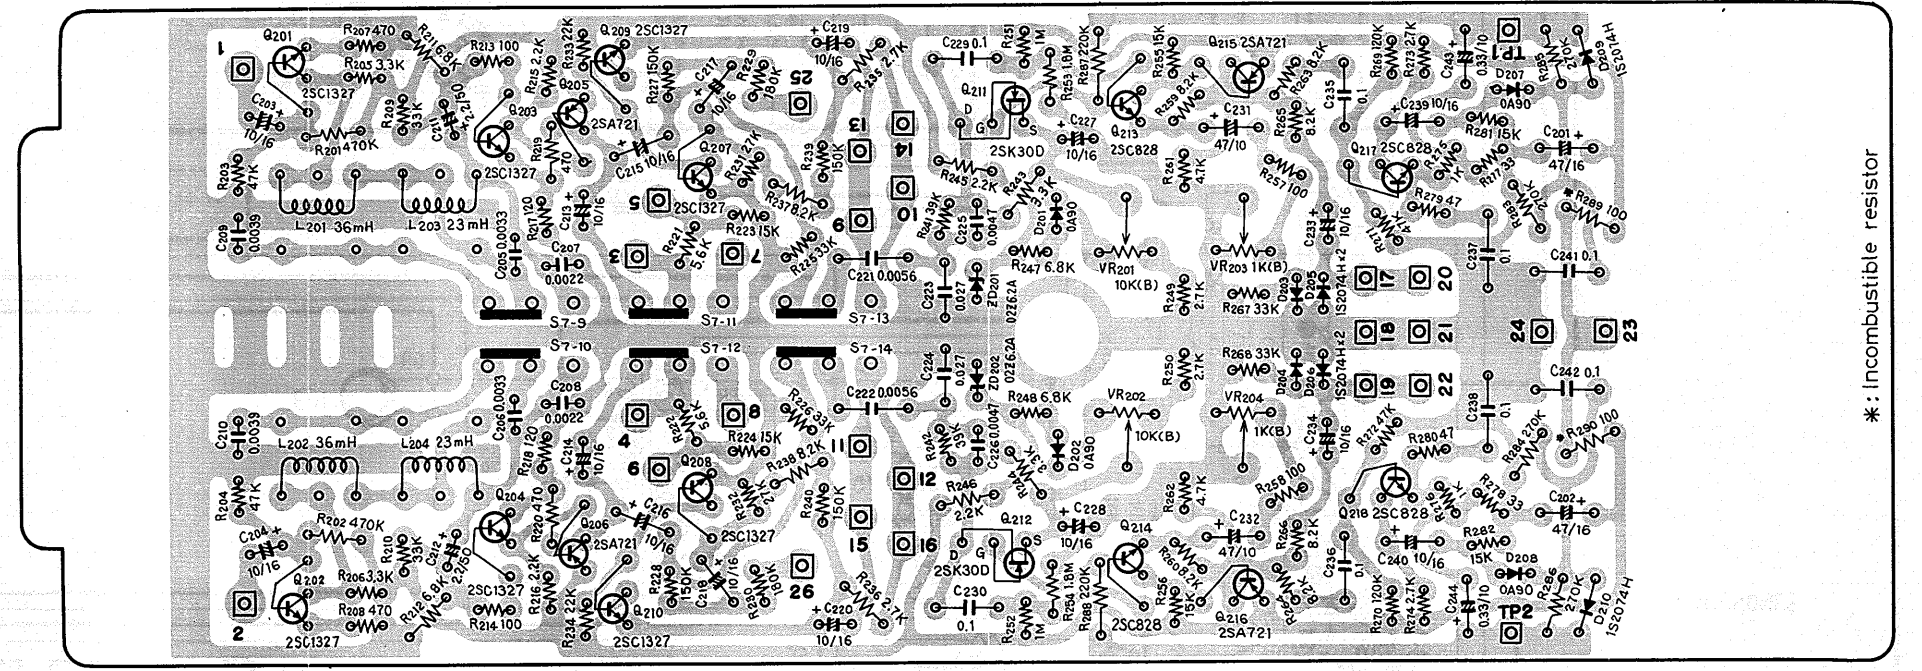 1
Q201
R207 470
R205 3.3K
2SC1327
C203
10/16
R201 470K
R203
47K
R209
33K
R211 6.8K
C211
2.2/50
R213 100
Q203
2SC1327
R215 2.2K
R233 22K
Q209 2SC1327
Q205
2SA721
R219
470
R227 150K
C217
10/16
R229
180K
25
C219
10/16
R235 2.7K
C215 10/16
Q207
2SC1327
R231 27K
R239
150K
13
14
10
9
R237 8.2K
R223 15K
R225 33K
R221
5.6K
5
3
7
L201 36mH
L203 23mH
C209
0.0039
C205 0.0033
R217 120
C213
10/16
C207
0.0022
C221 0.0056
S7-9
S7-11
S7-13
S7-10
S7-12
S7-14
C229 0.1
R251
1M
R253 1.8M
Q211
D
G
S
2SK30D
C227
10/16
R245 2.2K
R243
3.3K
R241 39K
C225
0.0047
D201
0A90
R247 6.8K
C223
0.027
ZD201
02Z6.2A
R287 220K
R255 15K
Q213
2SC828
R259 8.2K
Q215 2SA721
R263 8.2K
C231
47/10
R265
8.2K
R261
4.7K
R257 100
VR201
10K(B)
VR203 1K(B)
R249
2.7K
R267 33K
D203
D205
1S2074H×2
C233
10/16
C235
0.1
R269 120K
R273 2.7K
C243
0.33/10
TP1
R285
270K
D209
1S2074H
D207
0A90
C239 10/16
R281 15K
C201
47/16
Q217
2SC828
R275
1K
R277 33
R279 47
R271
47K
R283
270K
*R289 100
C237
0.1
C241 0.1
17
20
18
21
24
23
19
22
*: Incombustible resistor
C210
0.0039
L202 36mH
L204 23mH
C206 0.0033
C208
0.0022
R218 120
C214
10/16
4
6
8
R222
5.6K
R224 15K
R226 33K
C222 0.0056
R238 8.2K
11
12
15
16
26
R204
47K
C204
10/16
R202 470K
Q202
2SC1327
R206 3.3K
R208 470
R210
33K
C212
2.2/50
R212 6.8K
R214 100
Q204
2SC1327
R220 470
Q206
2SA721
R216 2.2K
R234 22K
Q210
2SC1327
C216
10/16
Q208
2SC1327
R232
27K
R240
150K
R228
150K
C218
10/16
R230
180K
C220
10/16
R236 2.7K
2
C224
0.027
ZD202
02Z6.2A
R248 6.8K
R242
39K
C226 0.0047
R244
3.3K
D202
0A90
R246
2.2K
Q212
D
G
S
2SK30D
C228
10/16
C230
0.1
R252
1M
R254 1.8M
R288 220K
Q214
2SC828
R256
15K
R260 8.2K
Q216
2SA721
C232
47/10
R266
8.2K
8.2K
R262
4.7K
R258 100
VR202
10K(B)
VR204
1K(B)
R250
2.7K
R268 33K
D204
D206
1S2074H×2
C234
10/16
C236
0.1
R272 47K
R280 47
Q218
2SC828
R276
1K
R278 33
R282
15K
C240 10/16
C202
47/16
R284 270K
*R290 100
C238
0.1
C242 0.1
R270 120K
R274 2.7K
C244
0.33/10
D208
0A90
TP2
R286
270K
D210
1S2074H